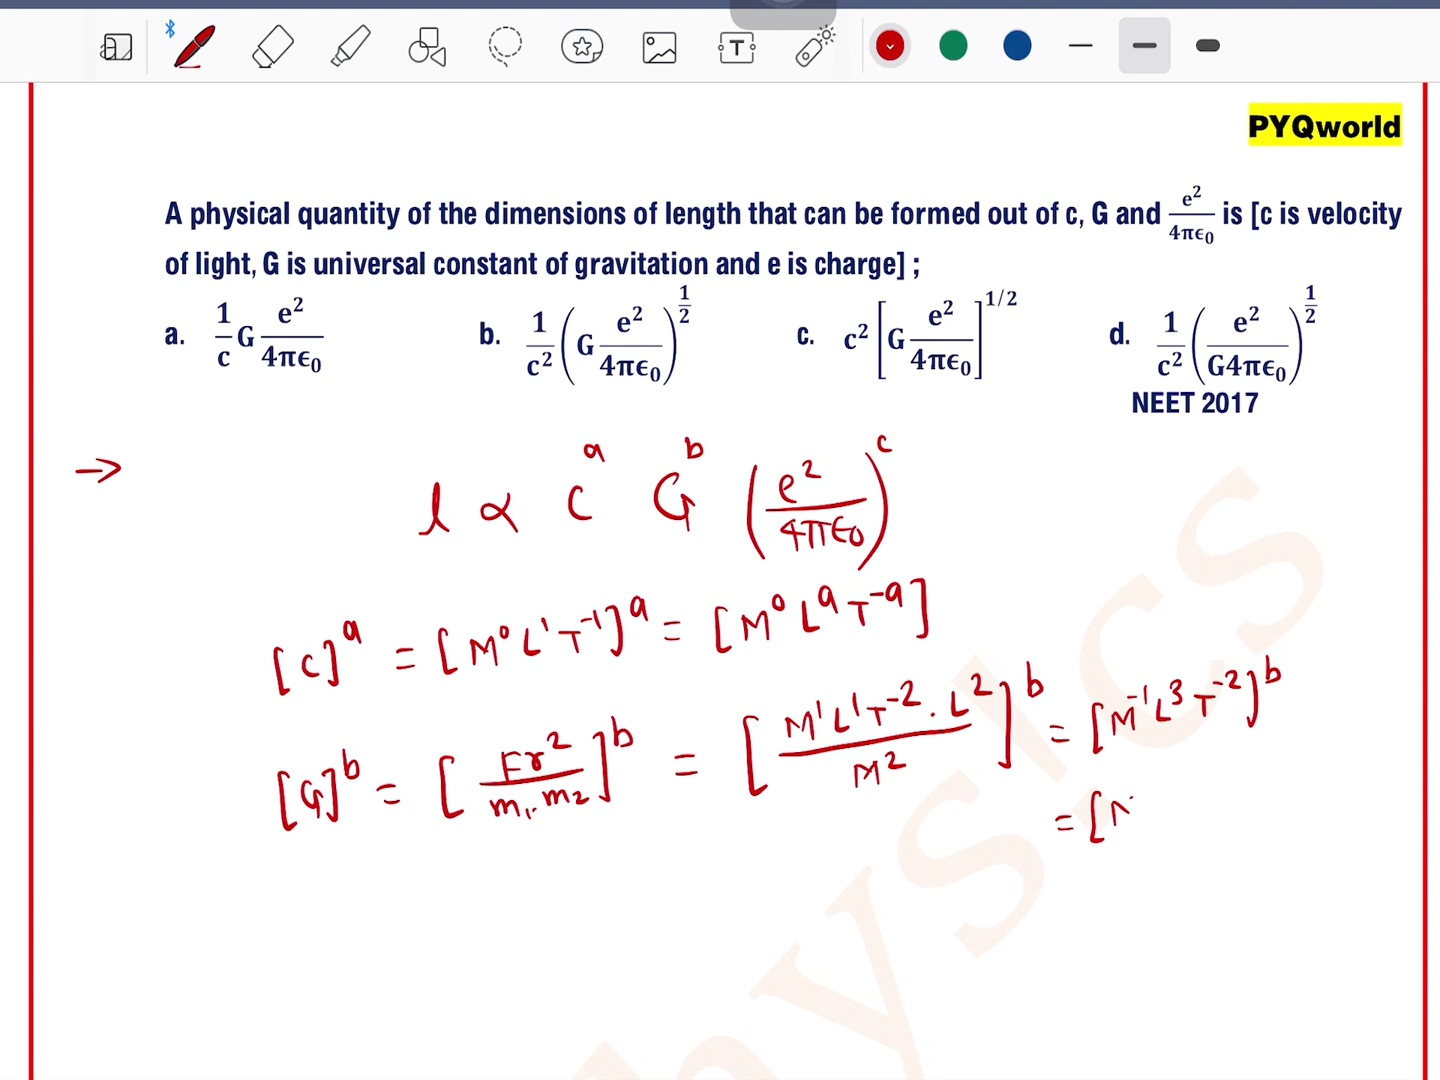 PYQworld
A physical quantity of the dimensions of length that can be formed out of c, G and e²/4πϵ₀ is [c is velocity
of light, G is universal constant of gravitation and e is charge] ;
a. 1/c G e²/4πϵ₀ b. 1/c² (G e²/4πϵ₀)^1/2 c. c² [G e²/4πϵ₀]^1/2 d. 1/c² (e²/G4πϵ₀)^1/2
NEET 2017
→ l ∝ c^a G^b (e²/4πϵ₀)^c
[c]^a = [M⁰L¹T⁻¹]^a = [M⁰ L^a T^-a]
[G]^b = [Fr²/m₁.m₂]^b = [M¹L¹T⁻².L²/M²]^b = [M⁻¹L³T⁻²]^b
= [
hysics